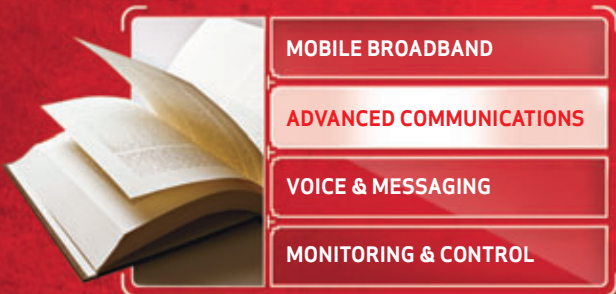 MOBILE BROADBAND
ADVANCED COMMUNICATIONS
VOICE & MESSAGING
MONITORING & CONTROL